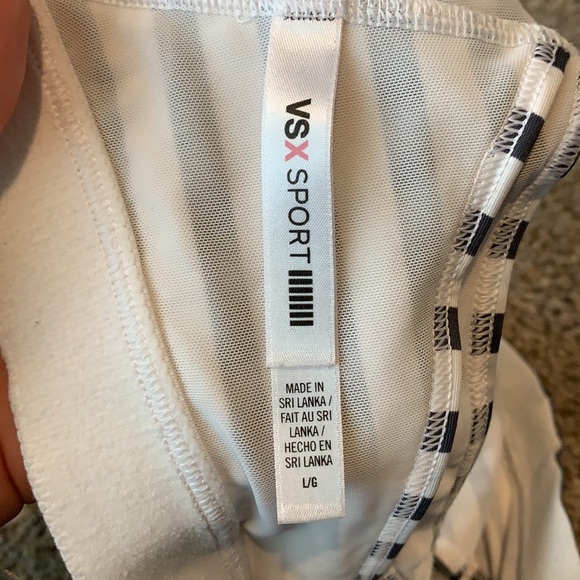 VSX SPORT
MADE IN
SRI LANKA /
FAIT AU SRI
LANKA /
HECHO EN
SRI LANKA
L/G